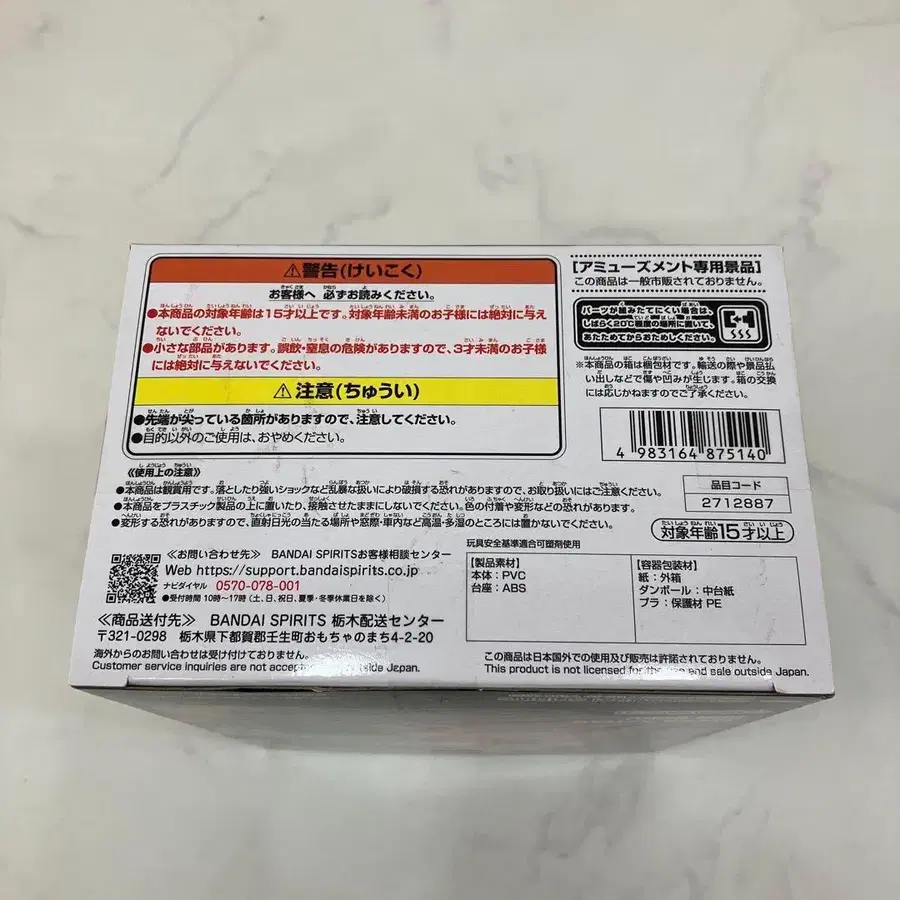 ⚠警告(けいこく)
お客様へ 必ずお読みください。
●本商品の対象年齢は15才以上です。対象年齢未満のお子様には絶対に与え
ないでください。
●小さな部品があります。誤飲・窒息の危険がありますので、3才未満のお子様
には絶対に与えないでください。
⚠注意(ちゅうい)
●先端が尖っている箇所がありますので、注意してください。
●目的以外のご使用は、おやめください。
《使用上の注意》
●本商品は観賞用です。落としたり強いショックなど乱暴な扱いにより破損する恐れがありますので、お取り扱いにはご注意ください。
●本商品をプラスチック製品の上に置いたり、接触させたままにしないでください。色の付着や変形などの恐れがあります。
●変形する恐れがありますので、直射日光の当たる場所や窓際・車内など高温・多湿のところには置かないでください。
《お問い合わせ先》 BANDAI SPIRITSお客様相談センター
Web https://support.bandaispirits.co.jp
ナビダイヤル 0570-078-001
●受付時間 10時〜17時 (土、日、祝日、夏季・冬季休業日を除く)
《商品送付先》 BANDAI SPIRITS 栃木配送センター
〒321-0298 栃木県下都賀郡壬生町おもちゃのまち4-2-20
海外からのお問い合わせは受け付けておりません。
Customer service inquiries are not accepted outside Japan.
[アミューズメント専用景品]
この商品は一般市販されておりません。
パーツが組みたてにくい場合は、
しばらく20℃程度の場所に置いて、
あたためてからおためしください。
※本商品の箱は梱包材です。輸送の際や景品払
い出しなどで傷や凹みが生じます。箱の交換
には応じかねますのでご了承ください。
4 983164 875140
品目コード
2712887
対象年齢15才以上
玩具安全基準適合可塑剤使用
【製品素材】
本体:PVC
台座:ABS
【容器包装材】
紙:外箱
ダンボール:中台紙
プラ:保護材 PE
この商品は日本国外での使用及び販売は許諾されておりません。
This product is not licensed for the use and sale outside Japan.